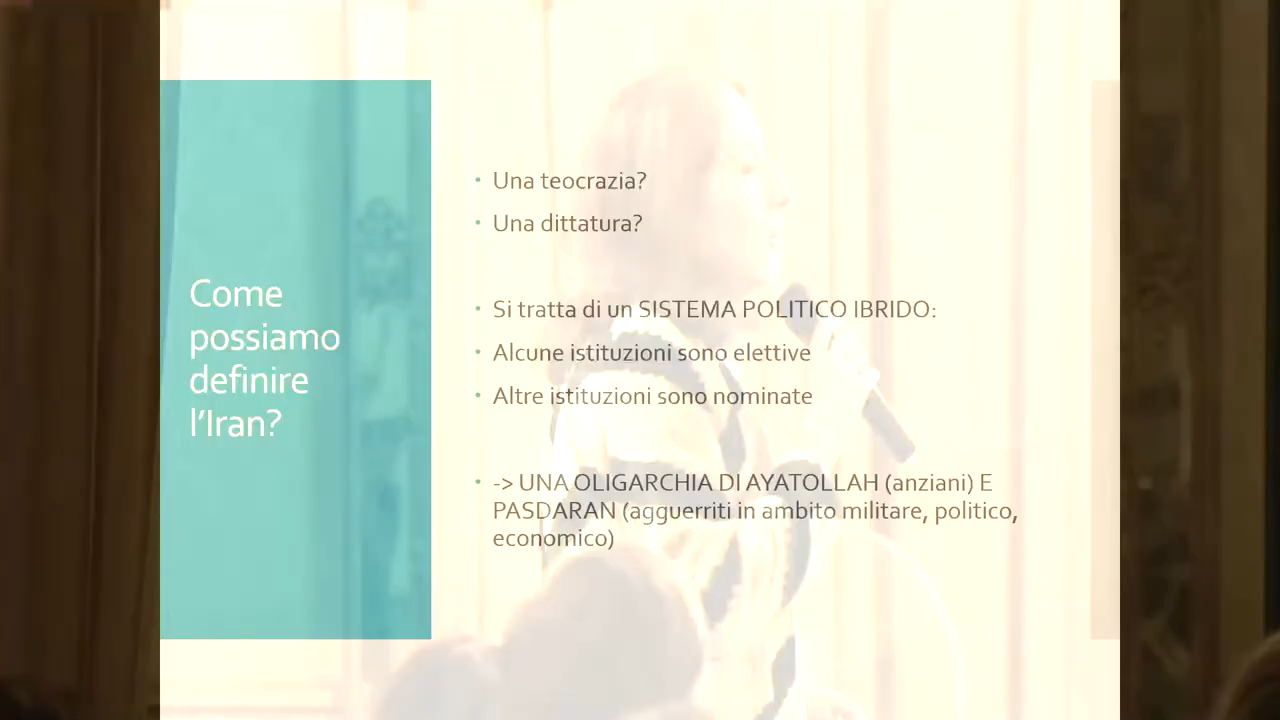 Come
possiamo
definire
l'Iran?
• Una teocrazia?
• Una dittatura?
• Si tratta di un SISTEMA POLITICO IBRIDO:
• Alcune istituzioni sono elettive
• Altre istituzioni sono nominate
• -> UNA OLIGARCHIA DI AYATOLLAH (anziani) E
PASDARAN (agguerriti in ambito militare, politico,
economico)